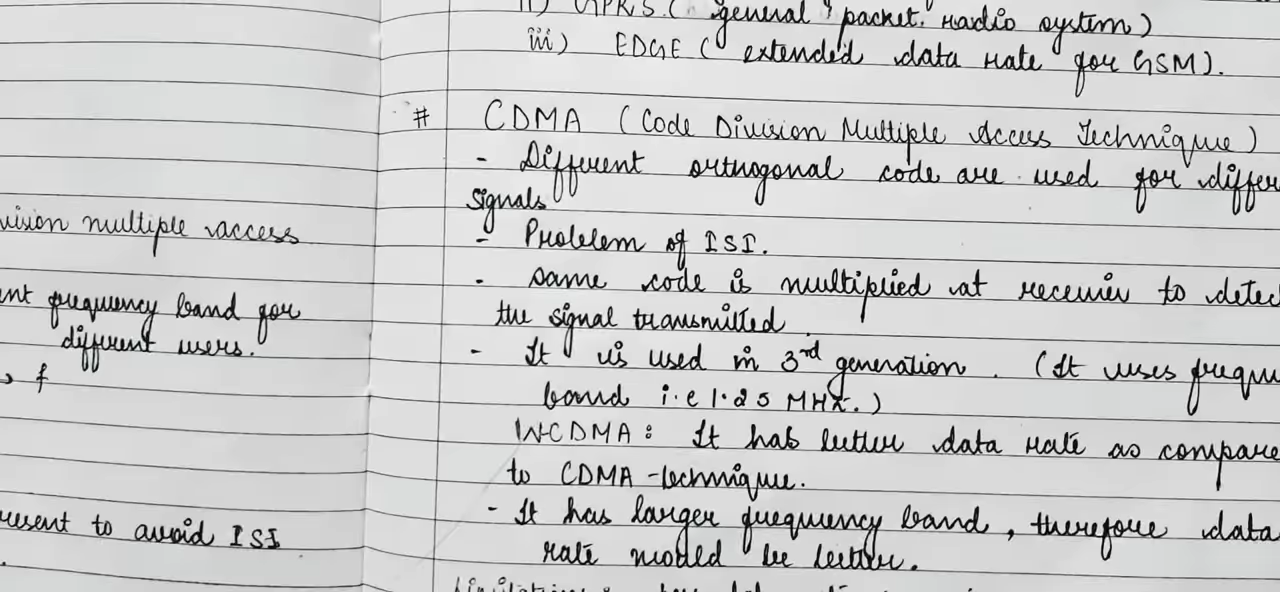 ii) GPRS ( general packet radio system)
iii) EDGE ( extended data rate for GSM).
# CDMA (Code Division Multiple Access Technique)
- Different orthogonal code are used for differ
signals
- Problem of ISI.
- same code is multiplied at receiver to detec
the signal transmitted.
- It is used in 3rd generation. (It uses frequ
band i.e 1.25 MHz.)
WCDMA: It has better data rate as compare
to CDMA technique.
- It has larger frequency band, therefore data
rate would be better.
vision multiple access
ent frequency band for
different users.
, f
resent to avoid ISI